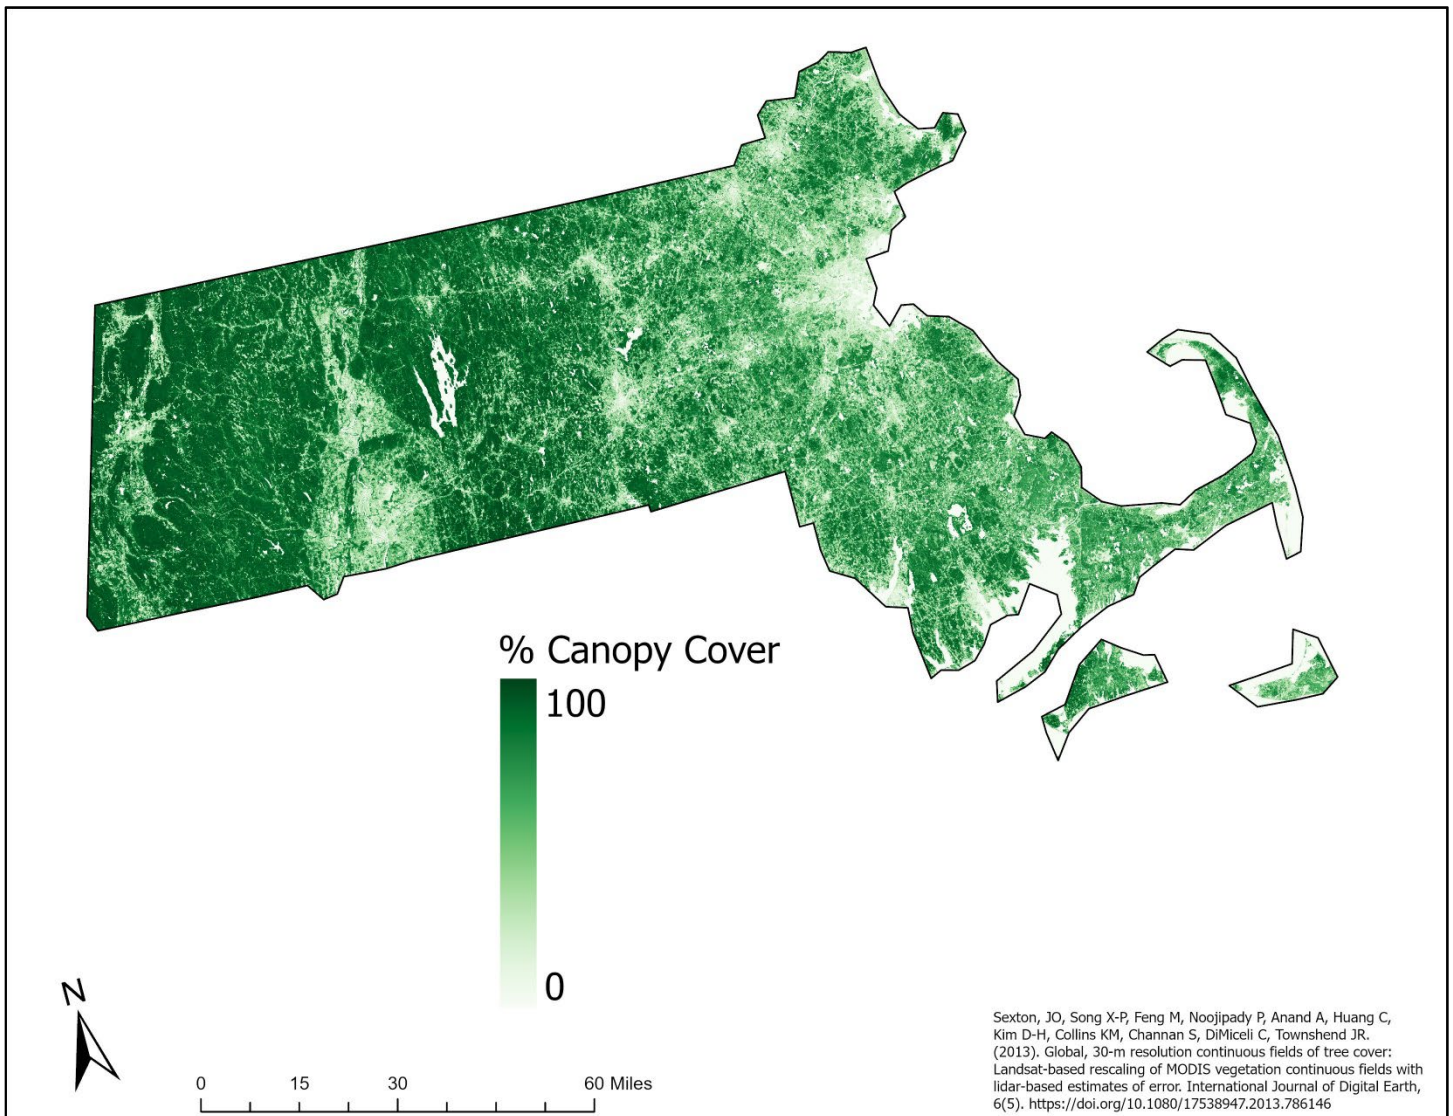 % Canopy Cover
100
0
N
0 15 30 60 Miles
Sexton, JO, Song X-P, Feng M, Noojipady P, Anand A, Huang C,
Kim D-H, Collins KM, Channan S, DiMiceli C, Townshend JR.
(2013). Global, 30-m resolution continuous fields of tree cover:
Landsat-based rescaling of MODIS vegetation continuous fields with
lidar-based estimates of error. International Journal of Digital Earth,
6(5). https://doi.org/10.1080/17538947.2013.786146